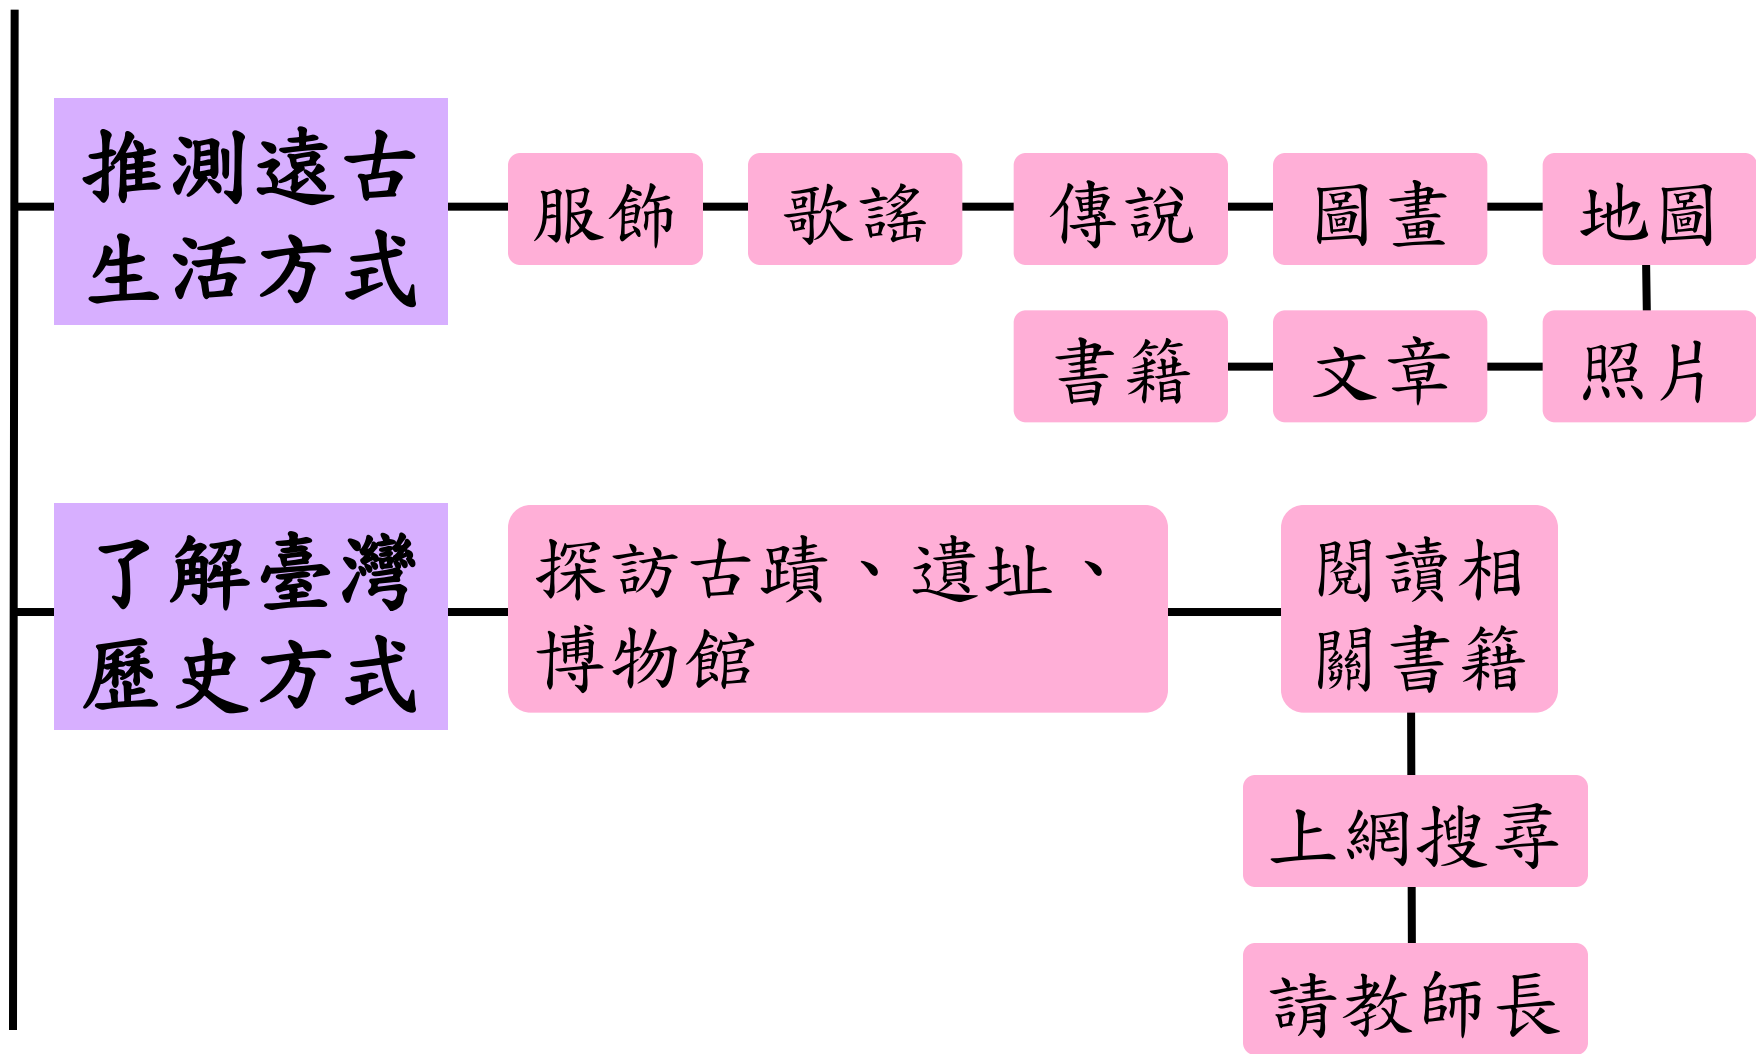 推測遠古
生活方式
服飾
歌謠
傳說
圖畫
地圖
照片
文章
書籍
了解臺灣
歷史方式
探訪古蹟、遺址、
博物館
閱讀相
關書籍
上網搜尋
請教師長